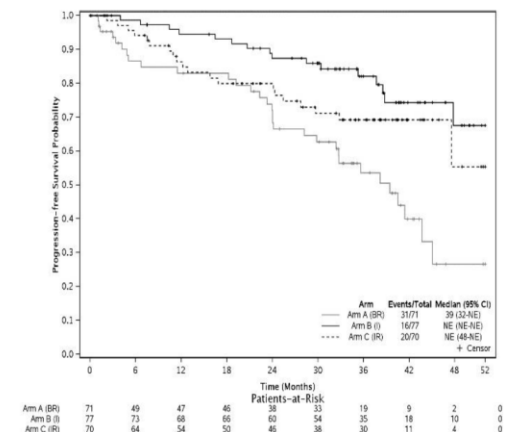 1.0
0.9
0.8
0.7
0.6
0.5
0.4
0.3
0.2
0.1
0.0
Progression-free Survival Probability
Arm Events/Total Median (95% CI)
Arm A (BR) 31/71 39 (32-NE)
Arm B (I) 16/77 NE (NE-NE)
Arm C (IR) 20/70 NE (48-NE)
+ Censor
0 6 12 18 24 30 36 42 48 52
Time (Months)
Patients-at-Risk
Arm A (BR) 71 49 47 46 38 33 19 9 2 0
Arm B (I) 77 73 68 66 60 54 35 18 10 0
Arm C (IR) 70 64 54 50 46 38 30 11 4 0